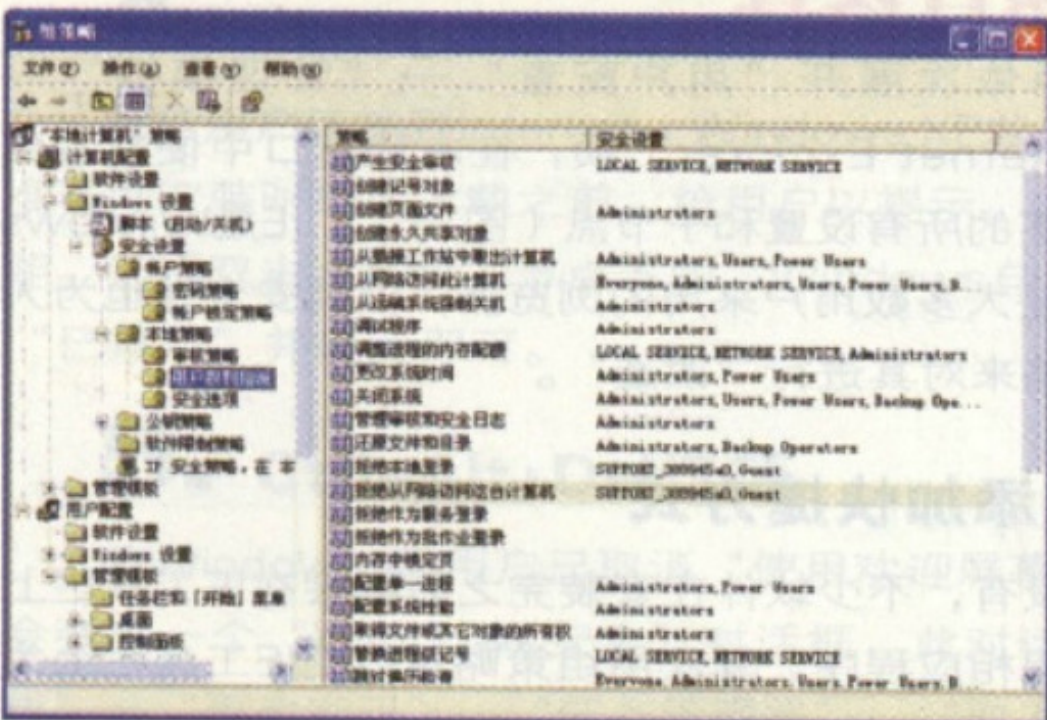 组策略
文件(F) 操作(A) 查看(V) 帮助(H)
"本地计算机" 策略
计算机配置
软件设置
Windows 设置
脚本 (启动/关机)
安全设置
帐户策略
密码策略
帐户锁定策略
本地策略
审核策略
用户权利指派
安全选项
公钥策略
软件限制策略
IP 安全策略,在 本
管理模板
用户配置
软件设置
Windows 设置
管理模板
任务栏和「开始」菜单
桌面
控制面板
策略 安全设置
产生安全审核 LOCAL SERVICE, NETWORK SERVICE
创建记号对象
创建页面文件 Administrators
创建永久共享对象
从插接工作站中取出计算机 Administrators, Users, Power Users
从网络访问此计算机 Everyone, Administrators, Users, Power Users, B...
从远端系统强制关机 Administrators
调试程序 Administrators
调整进程的内存配额 LOCAL SERVICE, NETWORK SERVICE, Administrators
更改系统时间 Administrators, Power Users
关闭系统 Administrators, Users, Power Users, Backup Ope...
管理审核和安全日志 Administrators
还原文件和目录 Administrators, Backup Operators
拒绝本地登录 SUPPORT_388945a0, Guest
拒绝从网络访问这台计算机 SUPPORT_388945a0, Guest
拒绝作为服务登录
拒绝作为批作业登录
内存中锁定页
配置单一进程 Administrators, Power Users
配置系统性能 Administrators
取得文件或其它对象的所有权 Administrators
替换进程级记号 LOCAL SERVICE, NETWORK SERVICE
跳过遍历检查 Everyone, Administrators, Users, Power Users, B...